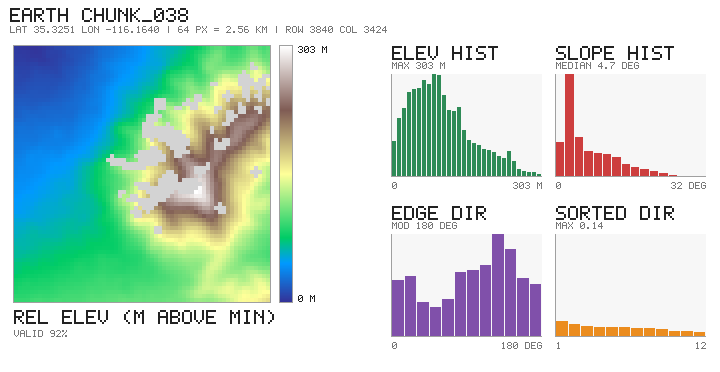 EARTH CHUNK_038
LAT 35.3251 LON -116.1640 | 64 PX = 2.56 KM | ROW 3840 COL 3424
303 M
0 M
REL ELEV (M ABOVE MIN)
VALID 92%
ELEV HIST
MAX 303 M
0 303 M
SLOPE HIST
MEDIAN 4.7 DEG
0 32 DEG
EDGE DIR
MOD 180 DEG
0 180 DEG
SORTED DIR
MAX 0.14
1 12